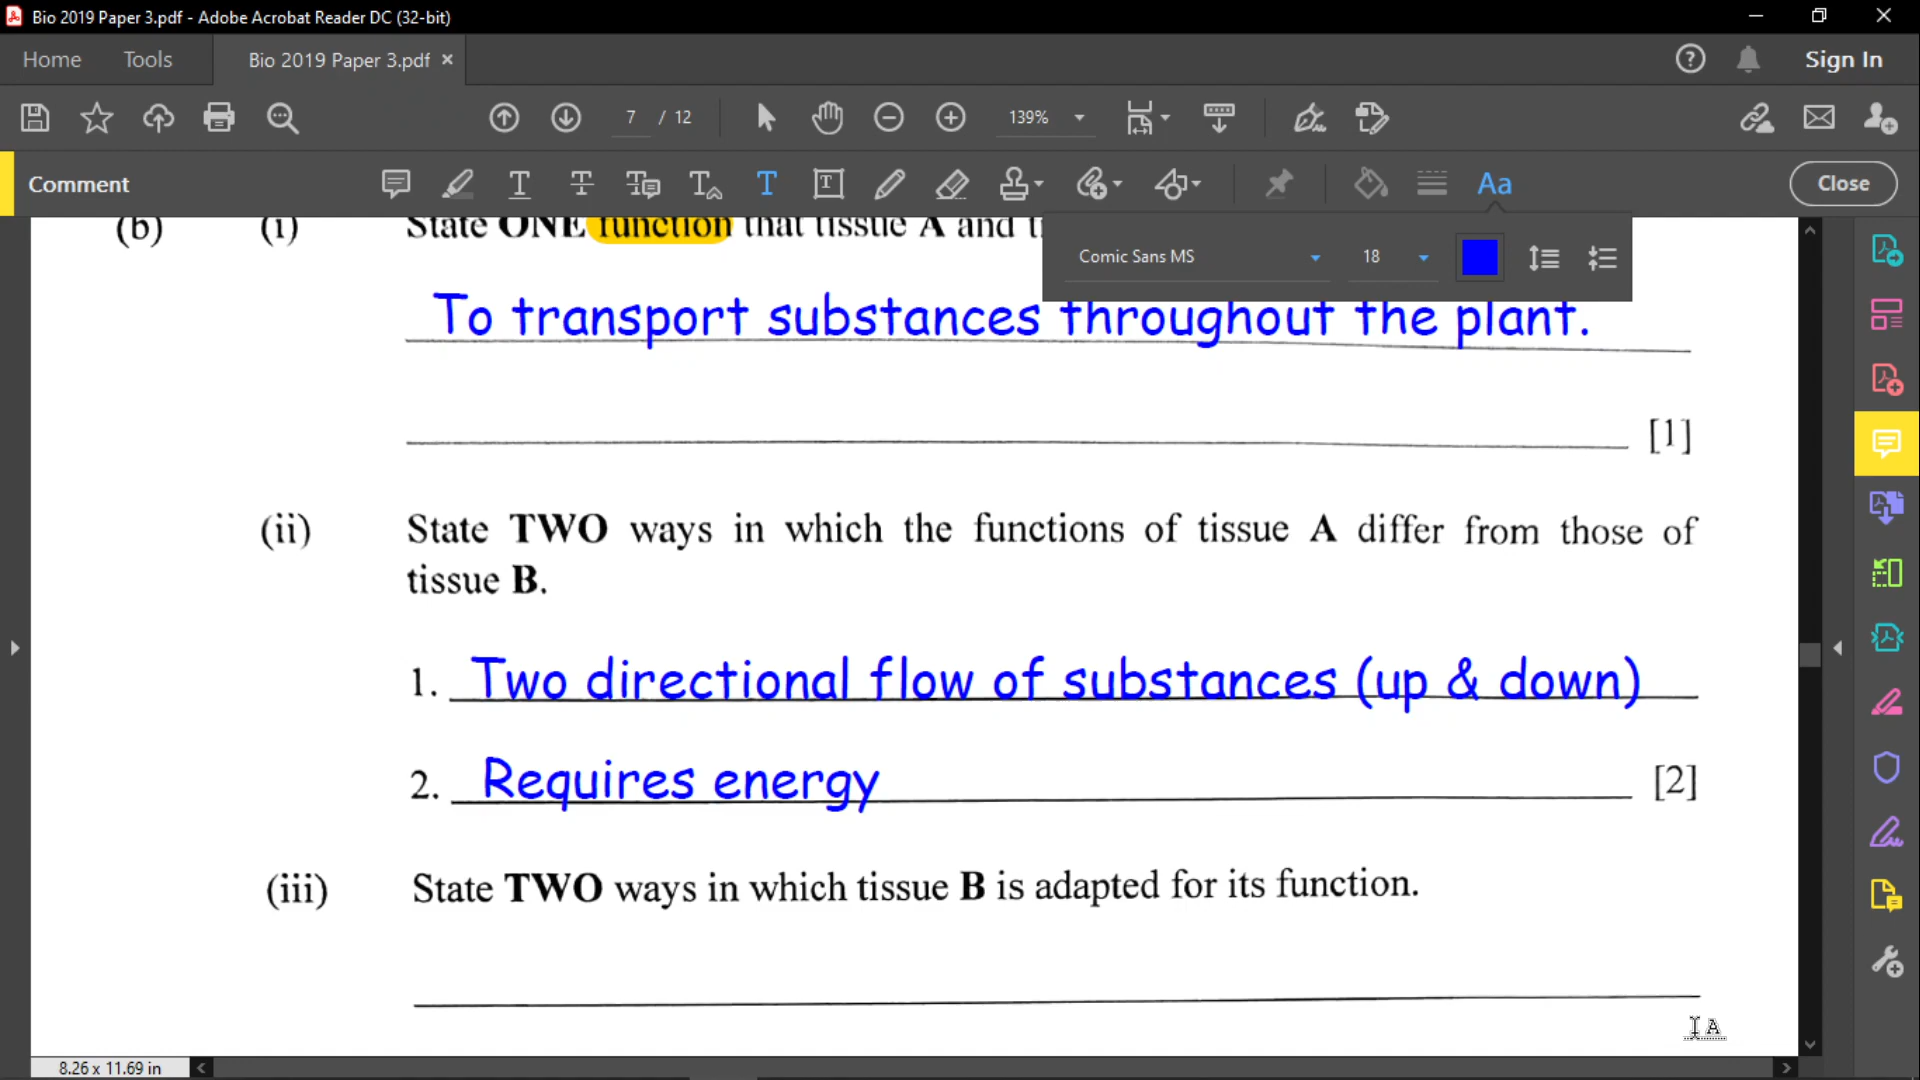 Bio 2019 Paper 3.pdf - Adobe Acrobat Reader DC (32-bit)
Home Tools Bio 2019 Paper 3.pdf × Sign In
7 / 12 139%
Comment Close
Comic Sans MS 18
(b) (i) State ONE function that tissue A and
To transport substances throughout the plant.
[1]
(ii) State TWO ways in which the functions of tissue A differ from those of
tissue B.
1. Two directional flow of substances (up & down)
2. Requires energy [2]
(iii) State TWO ways in which tissue B is adapted for its function.
8.26 x 11.69 in